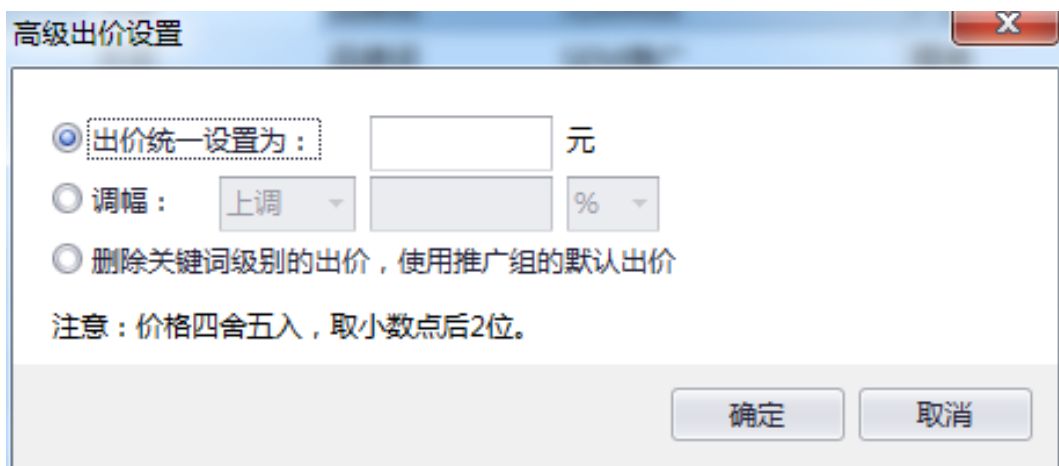 高级出价设置
出价统一设置为： 元
调幅： 上调 %
删除关键词级别的出价，使用推广组的默认出价
注意：价格四舍五入，取小数点后2位。
确定 取消